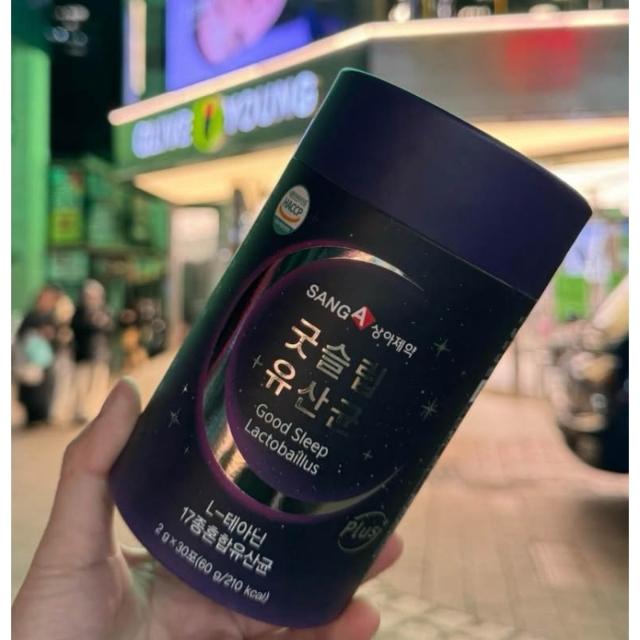 OLIVE YOUNG
HACCP
SANGA 상아제약
굿슬립
유산균
Good Sleep
Lactobaillus
L-테아닌
17종혼합유산균
2 g × 30포(60 g/210 kcal)
Plus+